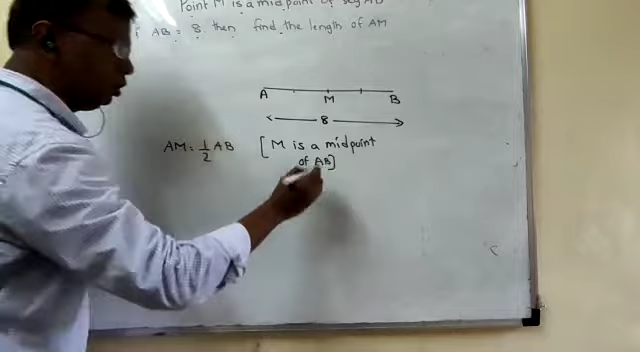 Point M is a midpoint of seg AB
AB = 8, then find the length of AM
A M B
8
AM = 1/2 AB [M is a midpoint
of AB]